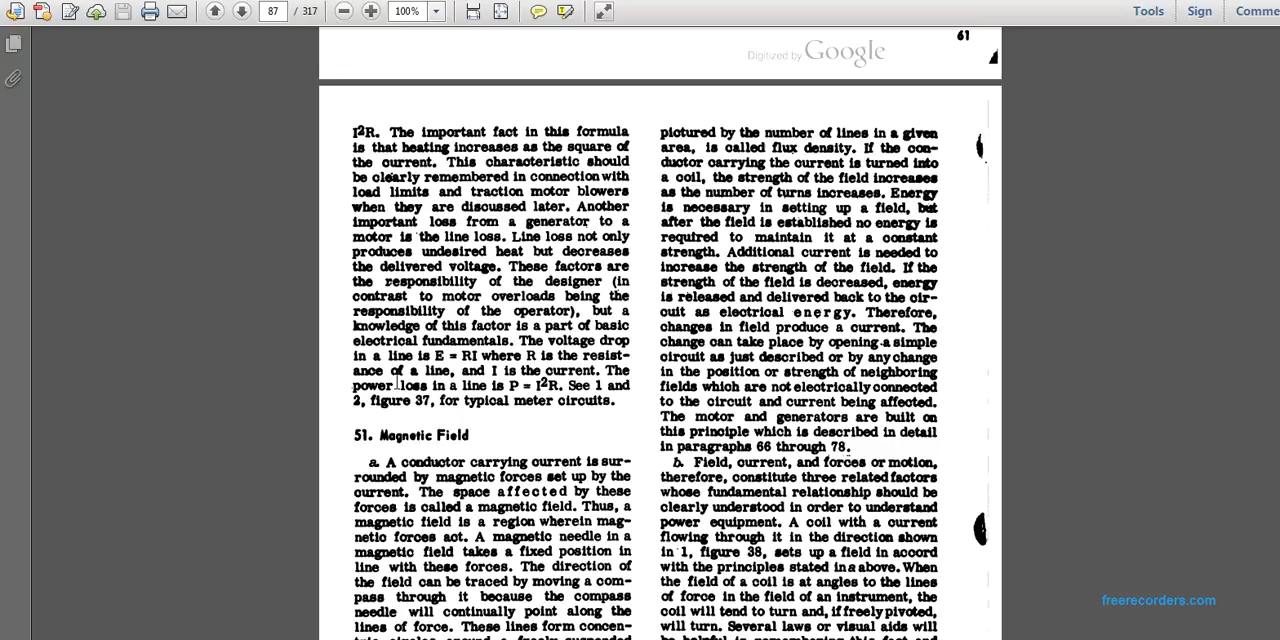 87 / 317
100%
Tools
Sign
Comme
61
Digitized by Google
I²R. The important fact in this formula
is that heating increases as the square of
the current. This characteristic should
be clearly remembered in connection with
load limits and traction motor blowers
when they are discussed later. Another
important loss from a generator to a
motor is the line loss. Line loss not only
produces undesired heat but decreases
the delivered voltage. These factors are
the responsibility of the designer (in
contrast to motor overloads being the
responsibility of the operator), but a
knowledge of this factor is a part of basic
electrical fundamentals. The voltage drop
in a line is E = RI where R is the resist-
ance of a line, and I is the current. The
power loss in a line is P = I²R. See 1 and
2, figure 37, for typical meter circuits.
51. Magnetic Field
a. A conductor carrying current is sur-
rounded by magnetic forces set up by the
current. The space affected by these
forces is called a magnetic field. Thus, a
magnetic field is a region wherein mag-
netic forces act. A magnetic needle in a
magnetic field takes a fixed position in
line with these forces. The direction of
the field can be traced by moving a com-
pass through it because the compass
needle will continually point along the
lines of force. These lines form concen-
tric circles around a freely suspended
pictured by the number of lines in a given
area, is called flux density. If the con-
ductor carrying the current is turned into
a coil, the strength of the field increases
as the number of turns increases. Energy
is necessary in setting up a field, but
after the field is established no energy is
required to maintain it at a constant
strength. Additional current is needed to
increase the strength of the field. If the
strength of the field is decreased, energy
is released and delivered back to the cir-
cuit as electrical energy. Therefore,
changes in field produce a current. The
change can take place by opening a simple
circuit as just described or by any change
in the position or strength of neighboring
fields which are not electrically connected
to the circuit and current being affected.
The motor and generators are built on
this principle which is described in detail
in paragraphs 66 through 78.
b. Field, current, and forces or motion,
therefore, constitute three related factors
whose fundamental relationship should be
clearly understood in order to understand
power equipment. A coil with a current
flowing through it in the direction shown
in 1, figure 38, sets up a field in accord
with the principles stated in a above. When
the field of a coil is at angles to the lines
of force in the field of an instrument, the
coil will tend to turn and, if freely pivoted,
will turn. Several laws or visual aids will
be helpful in remembering this fact and
freerecorders.com